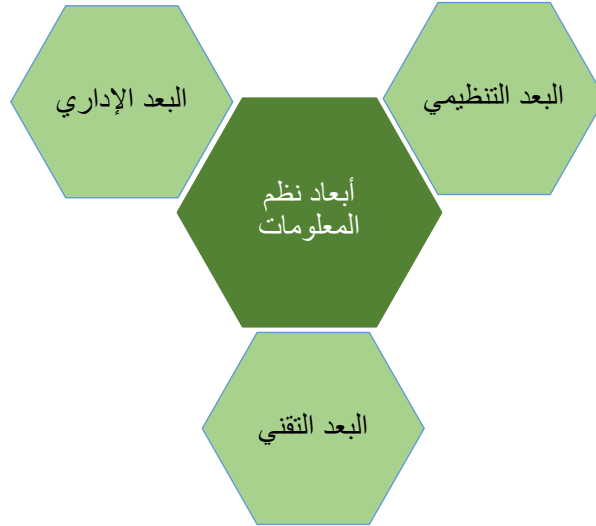 البعد التنظيمي
البعد الإداري
أبعاد نظم
المعلومات
البعد التقني